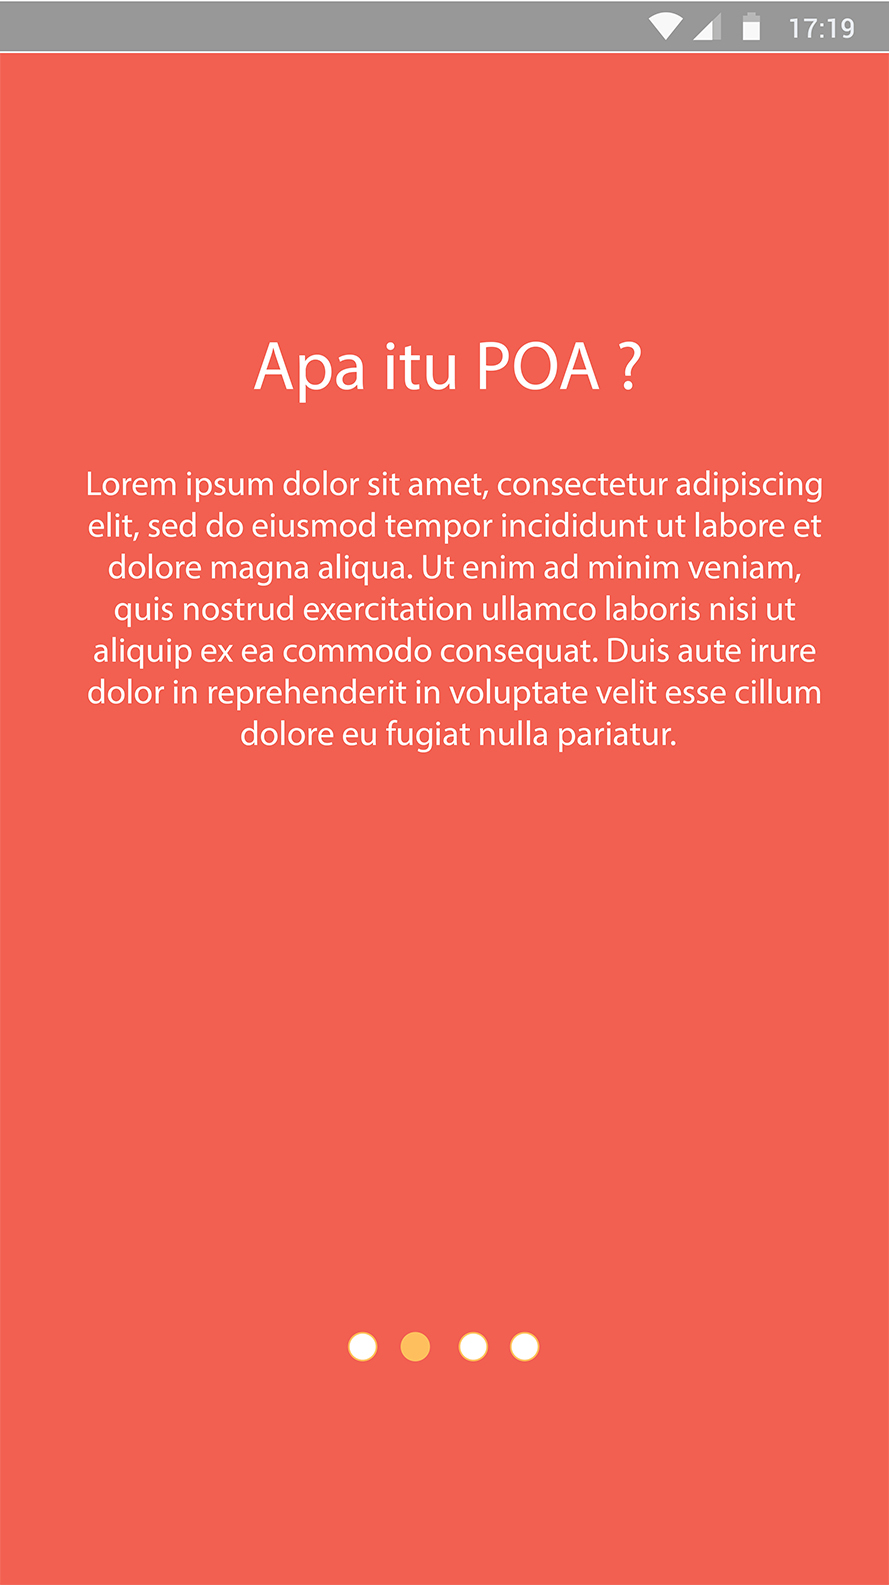 17:19
Apa itu POA ?
Lorem ipsum dolor sit amet, consectetur adipiscing
elit, sed do eiusmod tempor incididunt ut labore et
dolore magna aliqua. Ut enim ad minim veniam,
quis nostrud exercitation ullamco laboris nisi ut
aliquip ex ea commodo consequat. Duis aute irure
dolor in reprehenderit in voluptate velit esse cillum
dolore eu fugiat nulla pariatur.